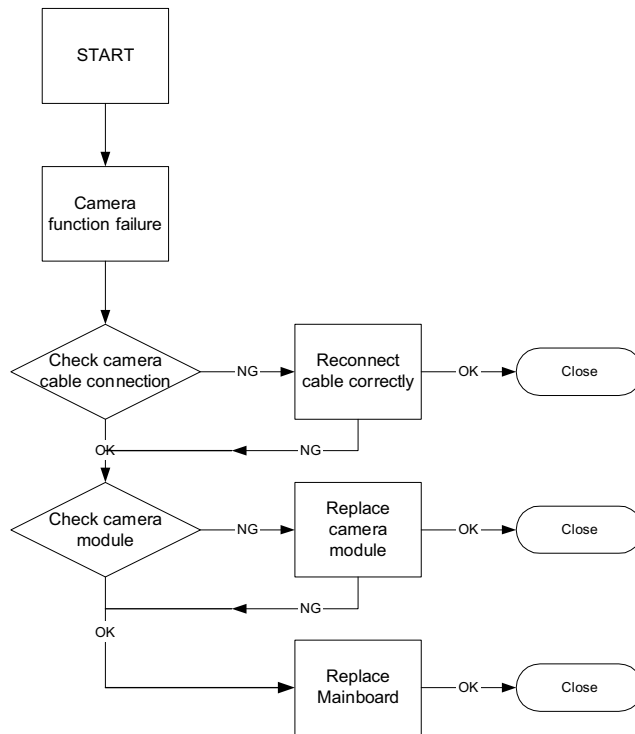 START
Camera
function failure
Check camera
cable connection
NG
Reconnect
cable correctly
OK
Close
OK
NG
Check camera
module
NG
Replace
camera
module
OK
Close
NG
OK
Replace
Mainboard
OK
Close